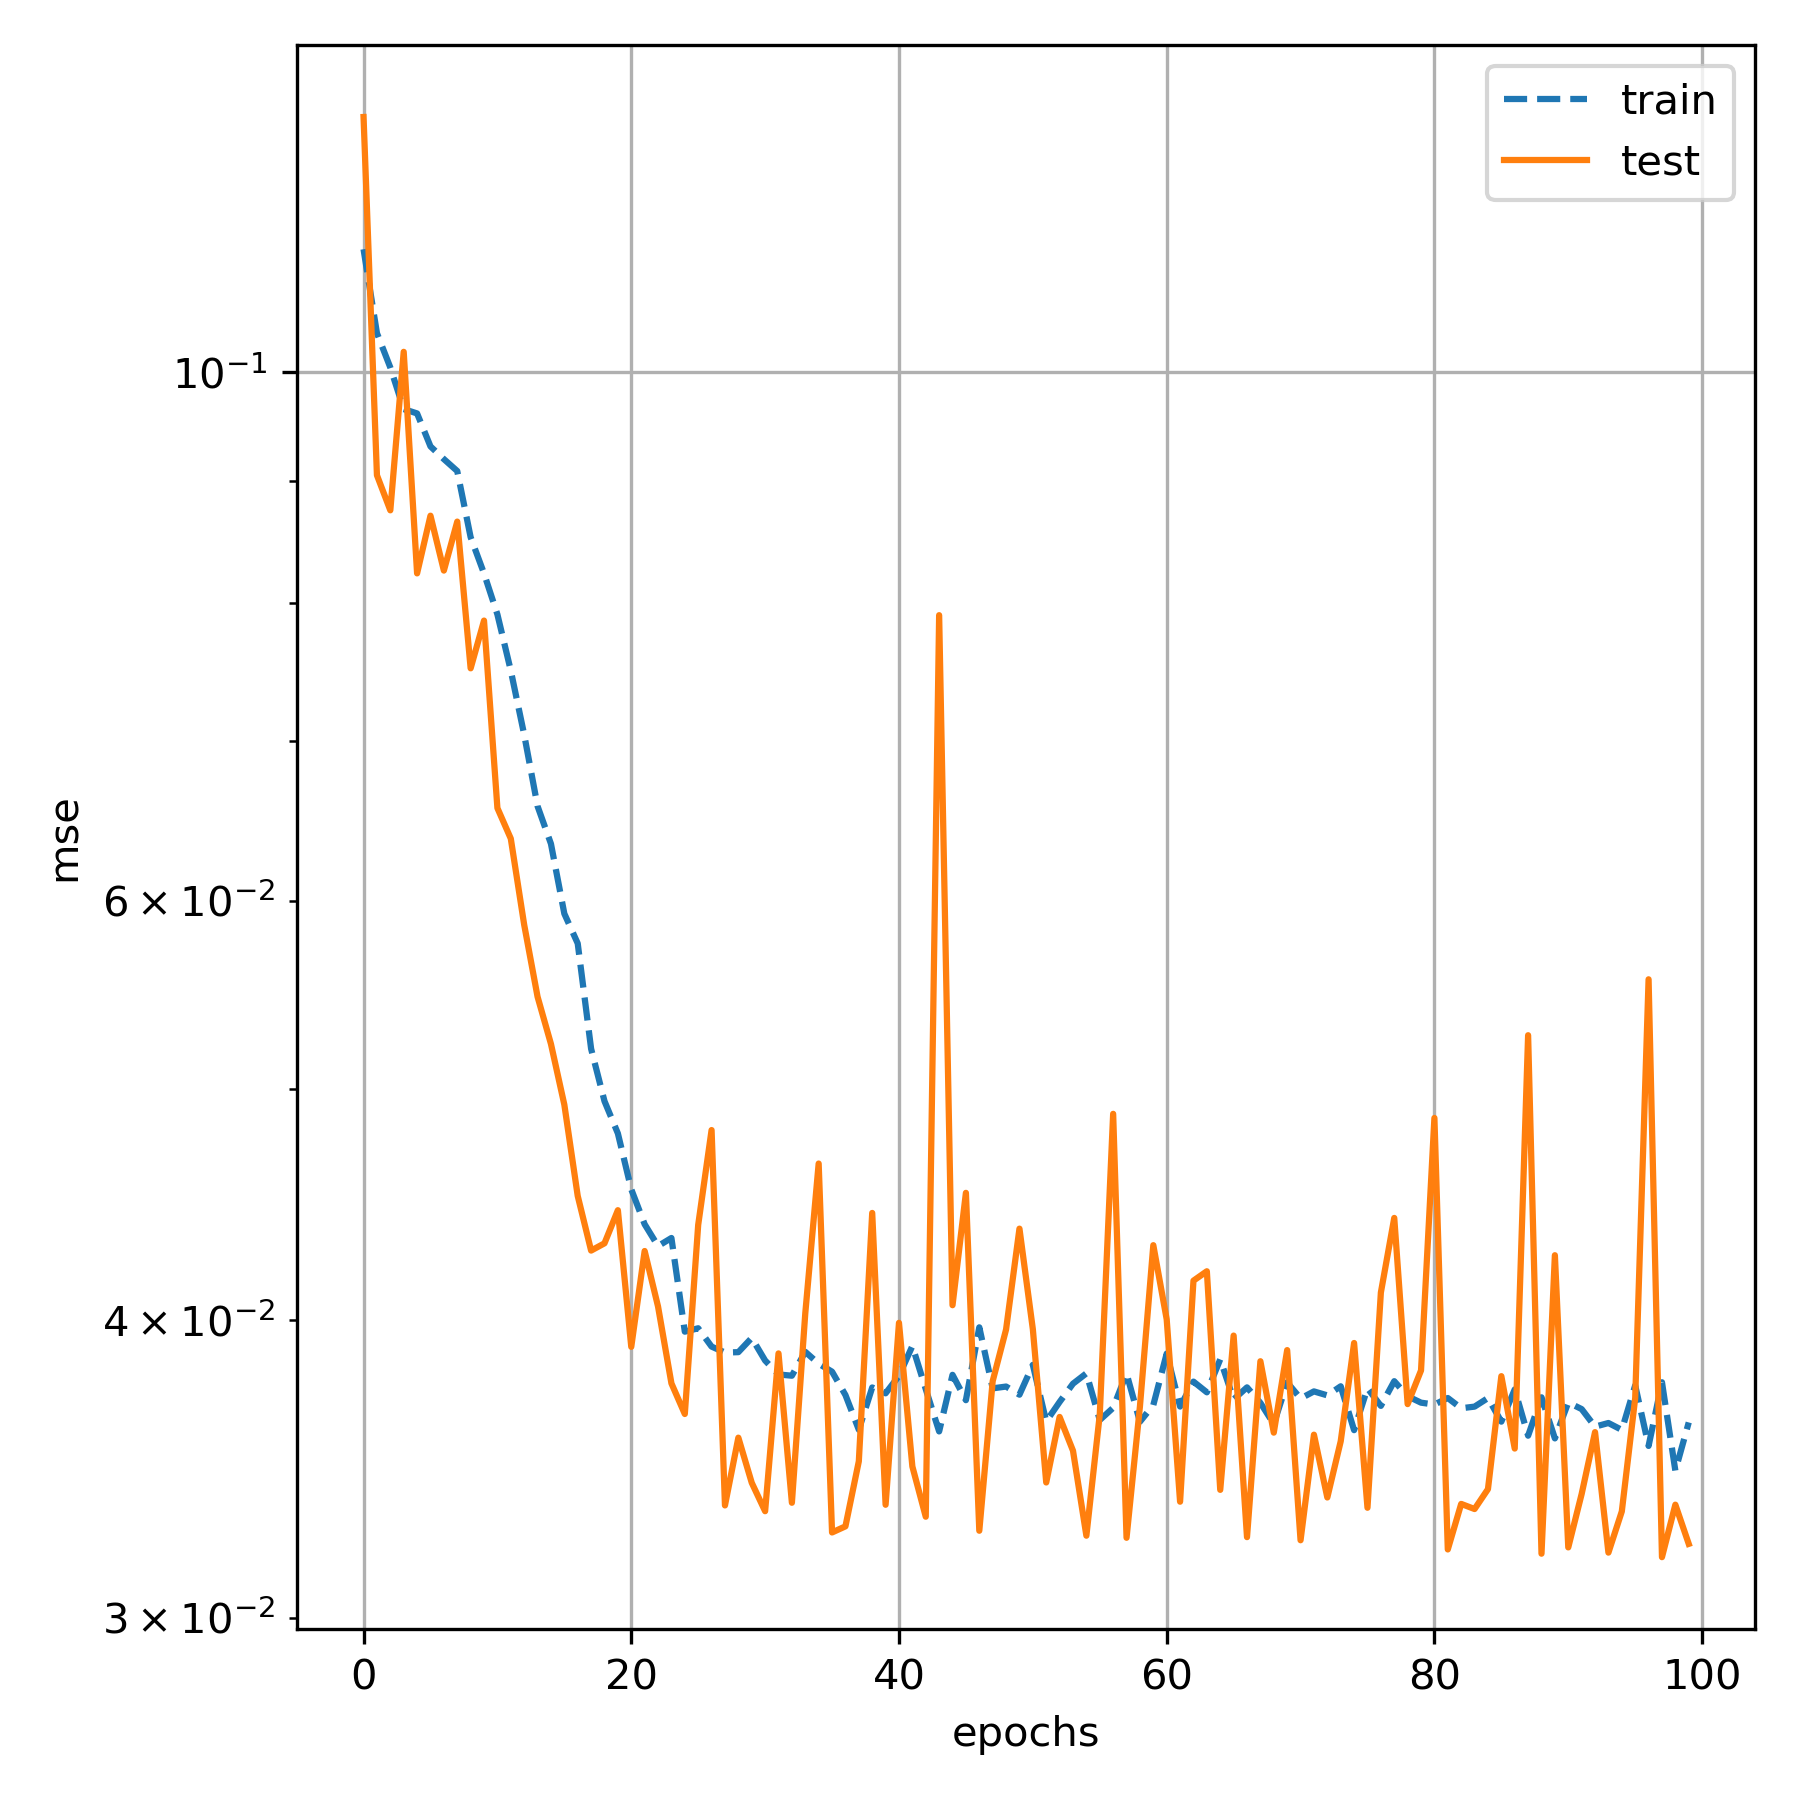 train
test
10⁻¹
6 × 10⁻²
4 × 10⁻²
3 × 10⁻²
mse
0 20 40 60 80 100
epochs